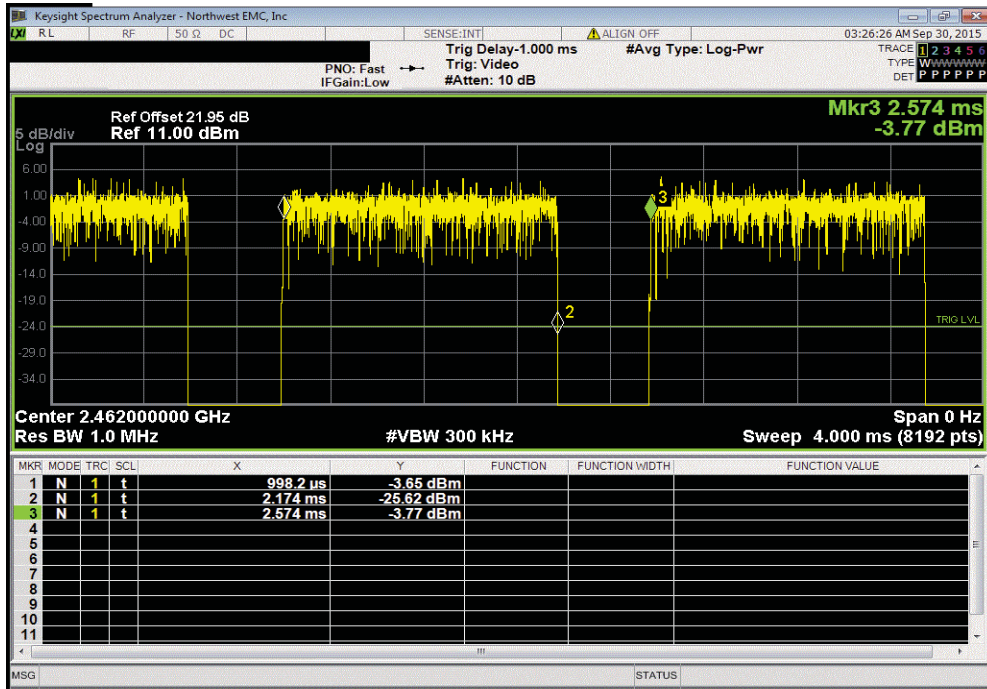 Keysight Spectrum Analyzer - Northwest EMC, Inc
LXI RL RF 50 Ω DC SENSE:INT ALIGN OFF 03:26:26 AM Sep 30, 2015
Trig Delay-1.000 ms #Avg Type: Log-Pwr TRACE 1 2 3 4 5 6
PNO: Fast Trig: Video TYPE WWWWWW
IFGain:Low #Atten: 10 dB DET P P P P P P
Mkr3 2.574 ms
-3.77 dBm
Ref Offset 21.95 dB
5 dB/div Ref 11.00 dBm
Log
6.00
1.00
3
-4.00
-9.00
-14.0
-19.0
2
-24.0 TRIG LVL
-29.0
-34.0
Center 2.462000000 GHz Span 0 Hz
Res BW 1.0 MHz #VBW 300 kHz Sweep 4.000 ms (8192 pts)
MKR MODE TRC SCL X Y FUNCTION FUNCTION WIDTH FUNCTION VALUE
1 N 1 t 998.2 µs -3.65 dBm
2 N 1 t 2.174 ms -25.62 dBm
3 N 1 t 2.574 ms -3.77 dBm
4
5
6
7
8
9
10
11
MSG STATUS